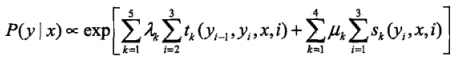 P(y|x) ∝ exp[∑_{k=1}^{5} λ_k ∑_{i=2}^{3} t_k(y_{i-1}, y_i, x, i) + ∑_{k=1}^{4} μ_k ∑_{i=1}^{3} s_k(y_i, x, i)]